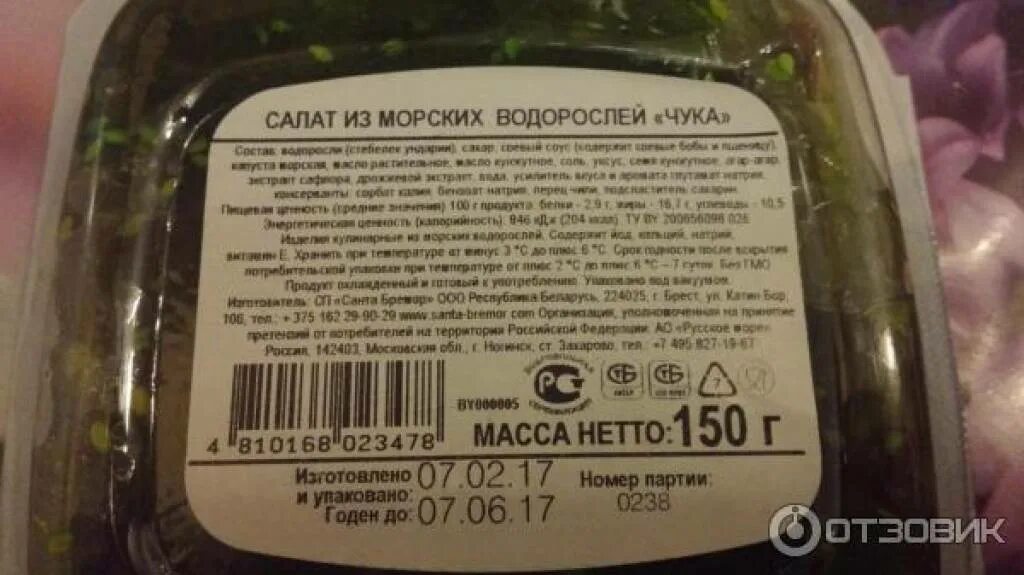 САЛАТ ИЗ МОРСКИХ ВОДОРОСЛЕЙ «ЧУКА»
Состав: водоросли (стебелек ундарии), сахар, соевый соус (содержит соевые бобы и пшеницу),
капуста морская, масло растительное, масло кунжутное, соль, уксус, семя кунжутное, агар-агар,
экстракт сафлора, дрожжевой экстракт, вода, усилитель вкуса и аромата глутамат натрия,
консерванты: сорбат калия, бензоат натрия, перец чили, подсластитель сахарин.
Пищевая ценность (средние значения) 100 г продукта: белки - 2,9 г, жиры - 16,7 г, углеводы - 10,5
Энергетическая ценность (калорийность): 846 кДж (204 ккал). ТУ BY 200656098.026
Изделия кулинарные из морских водорослей. Содержит йод, кальций, натрий,
витамин Е. Хранить при температуре от минус 3 °С до плюс 6 °С. Срок годности после вскрытия
потребительской упаковки при температуре от плюс 2 °С до плюс 6 °С – 7 суток. Без ГМО
Продукт охлажденный и готовый к употреблению. Упаковано под вакуумом.
Изготовитель: СП «Санта Бремор» ООО Республика Беларусь, 224025, г. Брест, ул. Катин Бор,
106, тел.: + 375 162 29-90-29 www.santa-bremor.com Организация, уполномоченная на принятие
претензий от потребителей на территории Российской Федерации: АО «Русское море»
Россия, 142403, Московская обл., г. Ногинск, ст. Захарово, тел.: +7 495 827-19-67
BY000005
РСТ
СТБ
СТБ
7
4 810168 023478
МАССА НЕТТО: 150 г
Изготовлено
и упаковано: 07.02.17
Годен до: 07.06.17
Номер партии:
0238
ОТЗОВИК